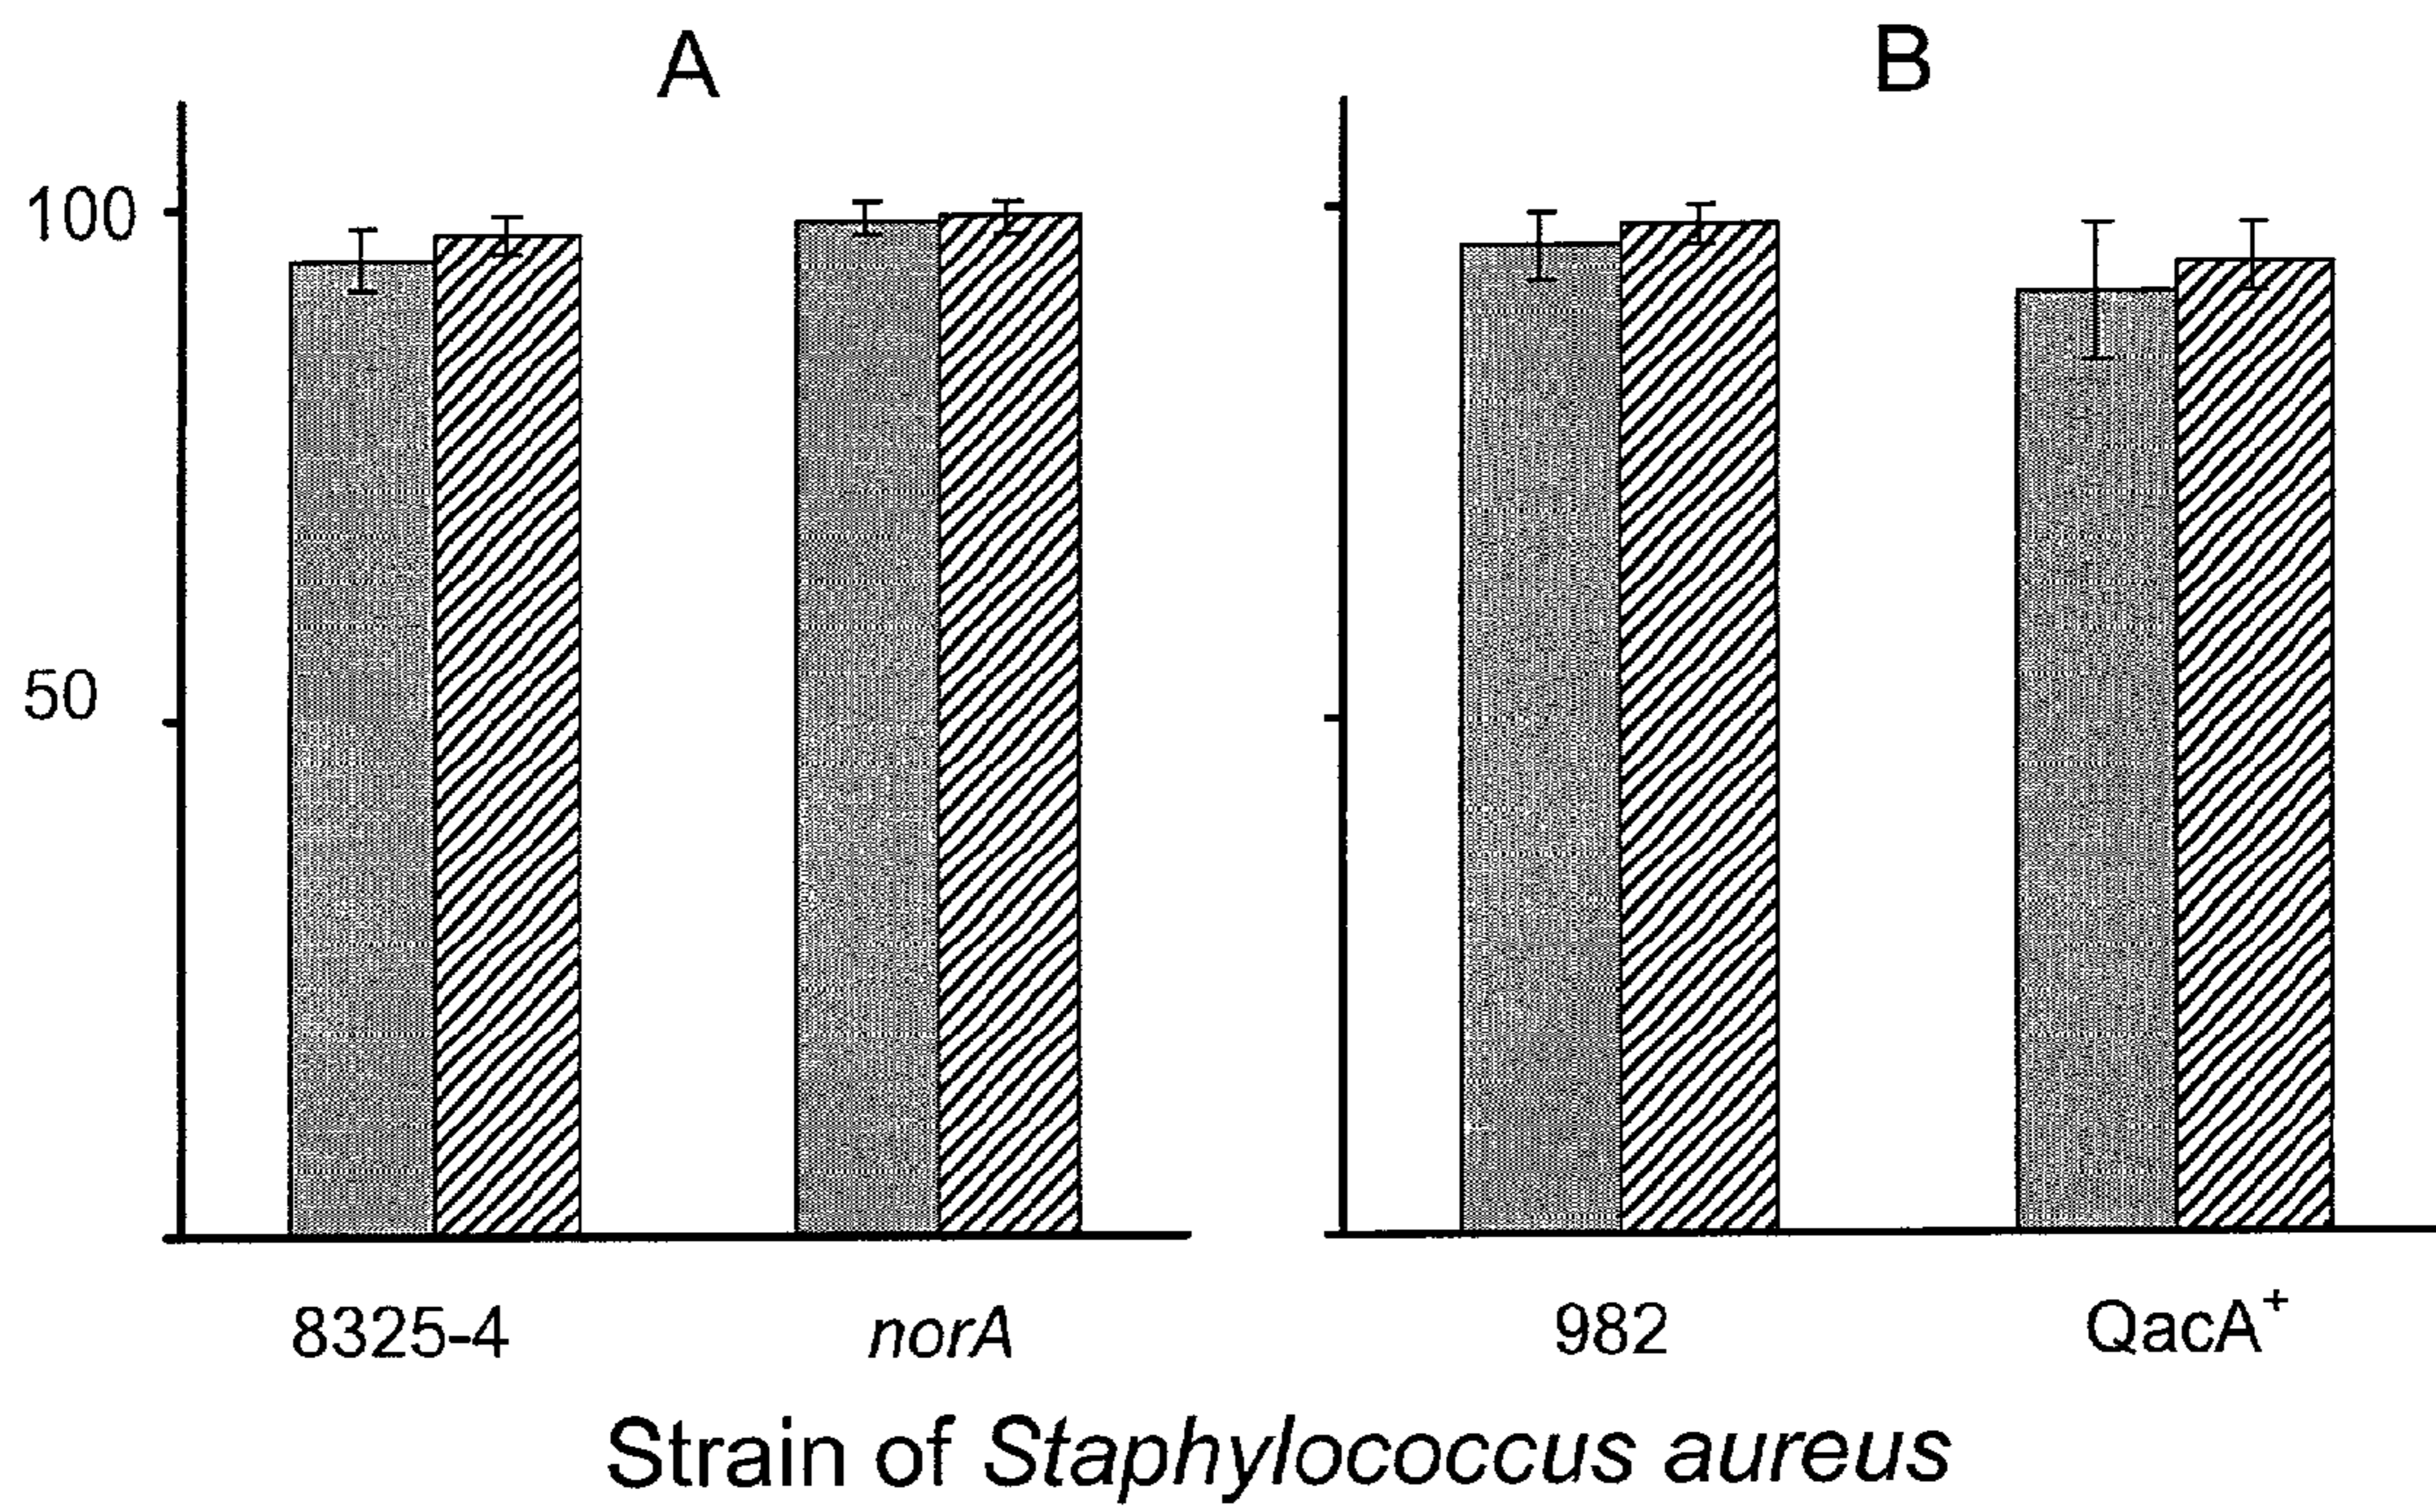 A
B
100
50
8325-4
norA
982
QacA⁺
Strain of Staphylococcus aureus